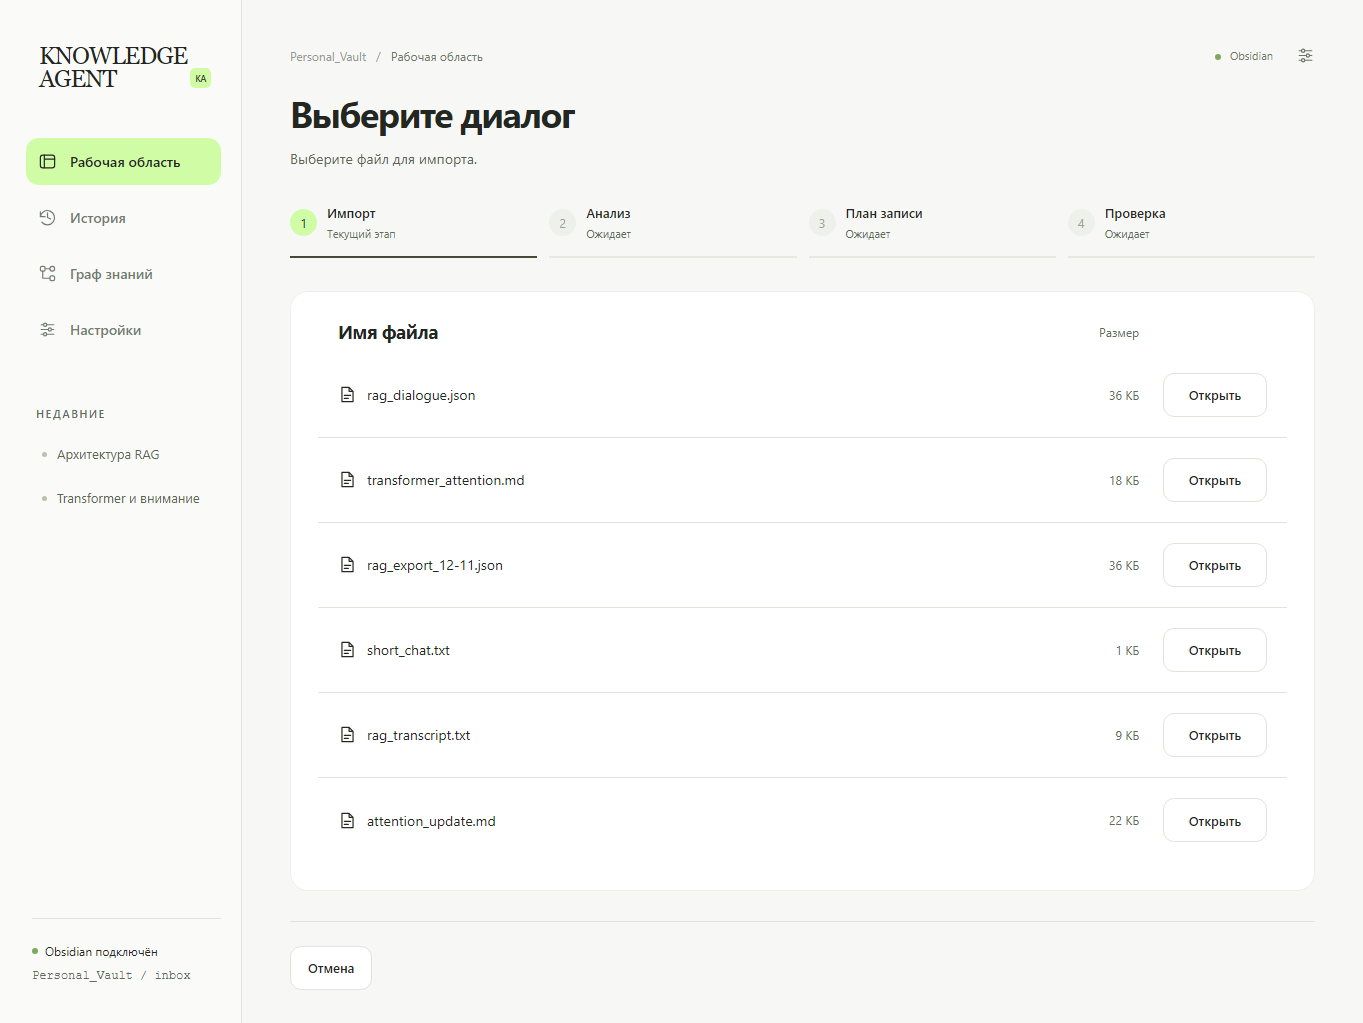 KNOWLEDGE
AGENT
KA
Рабочая область
История
Граф знаний
Настройки
НЕДАВНИЕ
Архитектура RAG
Transformer и внимание
Obsidian подключён
Personal_Vault / inbox
Personal_Vault / Рабочая область
Obsidian
Выберите диалог
Выберите файл для импорта.
1 Импорт
Текущий этап
2 Анализ
Ожидает
3 План записи
Ожидает
4 Проверка
Ожидает
Имя файла Размер
rag_dialogue.json 36 КБ Открыть
transformer_attention.md 18 КБ Открыть
rag_export_12-11.json 36 КБ Открыть
short_chat.txt 1 КБ Открыть
rag_transcript.txt 9 КБ Открыть
attention_update.md 22 КБ Открыть
Отмена